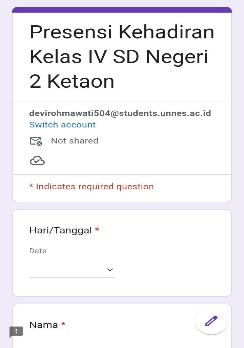 Presensi Kehadiran
Kelas IV SD Negeri
2 Ketaon
devirohmawati504@students.unnes.ac.id
Switch account
Not shared
* Indicates required question
Hari/Tanggal *
Date
Nama *